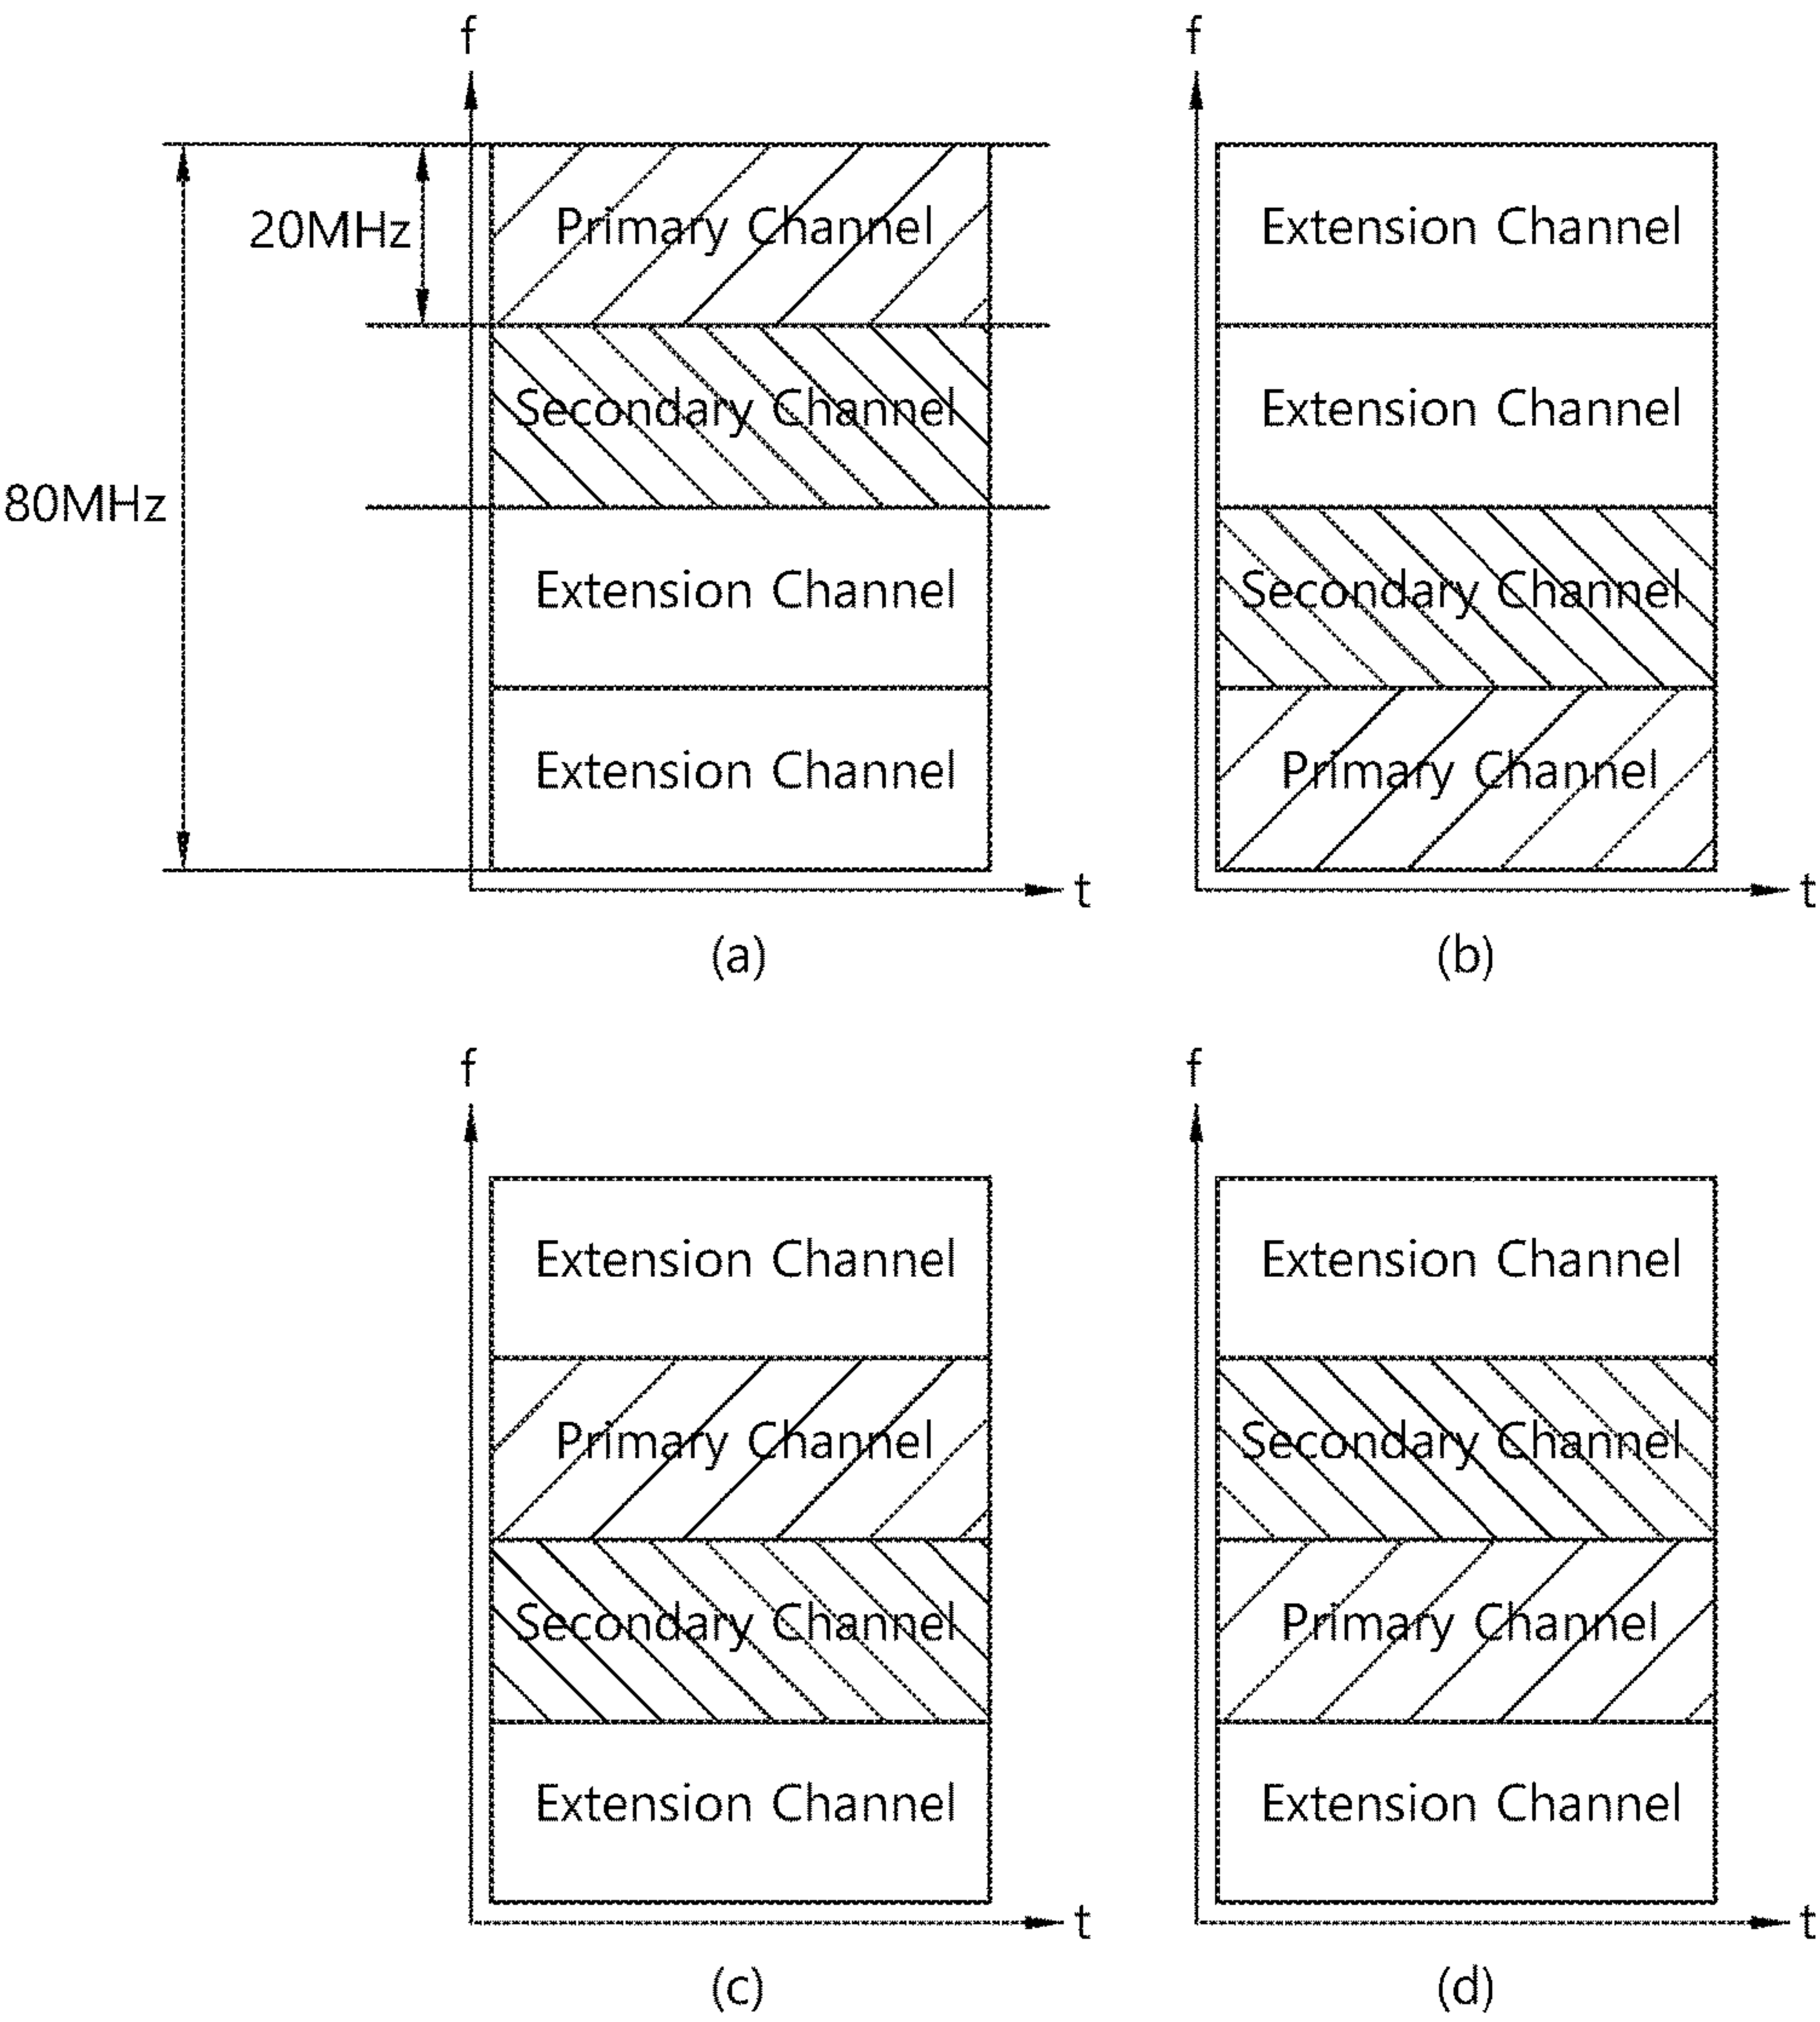 f
20MHz
80MHz
Primary Channel
Secondary Channel
Extension Channel
Extension Channel
t
(a)
f
Extension Channel
Extension Channel
Secondary Channel
Primary Channel
t
(b)
f
Extension Channel
Primary Channel
Secondary Channel
Extension Channel
t
(c)
f
Extension Channel
Secondary Channel
Primary Channel
Extension Channel
t
(d)